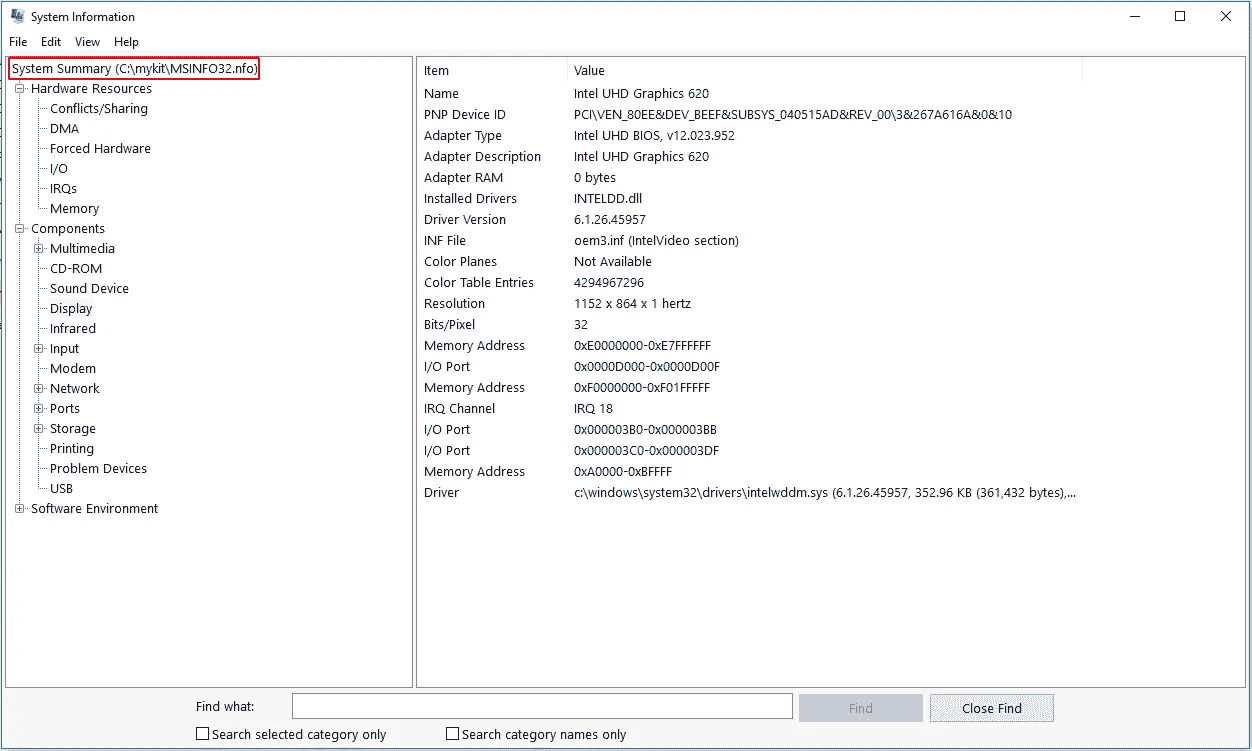 System Information
File Edit View Help
System Summary (C:\mykit\MSINFO32.nfo)
Hardware Resources
Conflicts/Sharing
DMA
Forced Hardware
I/O
IRQs
Memory
Components
Multimedia
CD-ROM
Sound Device
Display
Infrared
Input
Modem
Network
Ports
Storage
Printing
Problem Devices
USB
Software Environment
Item Value
Name Intel UHD Graphics 620
PNP Device ID PCI\VEN_80EE&DEV_BEEF&SUBSYS_040515AD&REV_00\3&267A616A&0&10
Adapter Type Intel UHD BIOS, v12.023.952
Adapter Description Intel UHD Graphics 620
Adapter RAM 0 bytes
Installed Drivers INTELDD.dll
Driver Version 6.1.26.45957
INF File oem3.inf (IntelVideo section)
Color Planes Not Available
Color Table Entries 4294967296
Resolution 1152 x 864 x 1 hertz
Bits/Pixel 32
Memory Address 0xE0000000-0xE7FFFFFF
I/O Port 0x0000D000-0x0000D00F
Memory Address 0xF0000000-0xF01FFFFF
IRQ Channel IRQ 18
I/O Port 0x000003B0-0x000003BB
I/O Port 0x000003C0-0x000003DF
Memory Address 0xA0000-0xBFFFF
Driver c:\windows\system32\drivers\intelwddm.sys (6.1.26.45957, 352.96 KB (361,432 bytes),...
Find what: Find Close Find
Search selected category only Search category names only